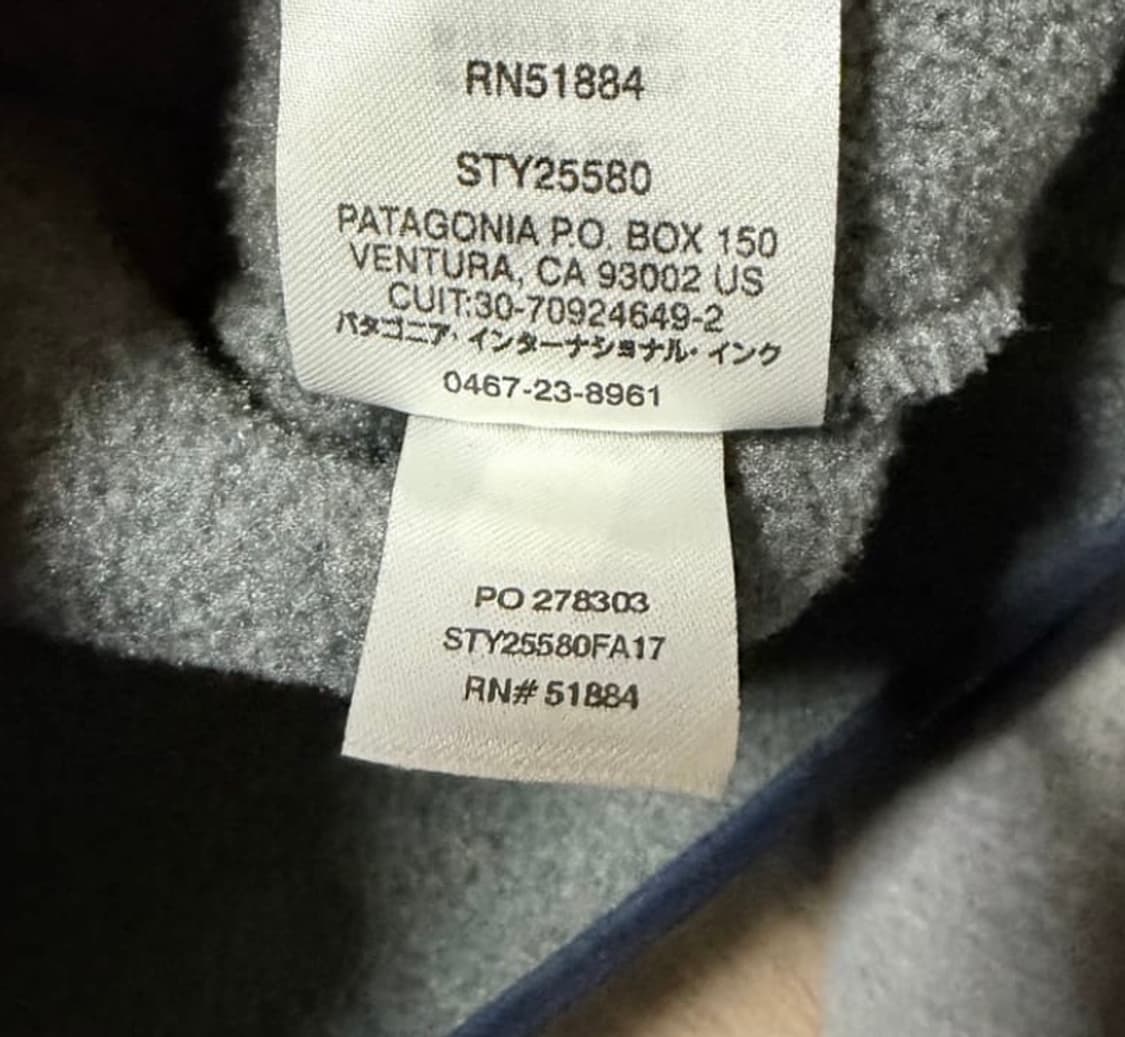 RN51884
STY25580
PATAGONIA P.O. BOX 150
VENTURA, CA 93002 US
CUIT:30-70924649-2
パタゴニア・インターナショナル・インク
0467-23-8961
PO 278303
STY25580FA17
RN# 51884